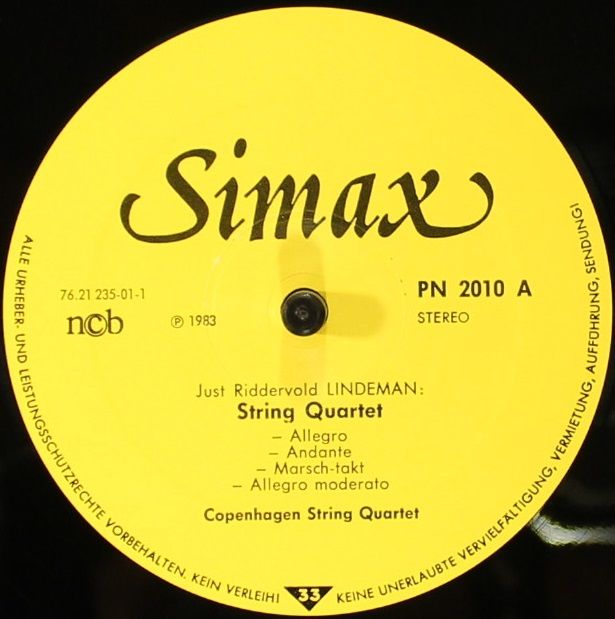 Simax
76.21 235-01-1
n©b
℗ 1983
PN 2010 A
STEREO
Just Riddervold LINDEMAN:
String Quartet
– Allegro
– Andante
– Marsch-takt
– Allegro moderato
Copenhagen String Quartet
ALLE URHEBER- UND LEISTUNGSSCHUTZRECHTE VORBEHALTEN. KEIN VERLEIH!
33
KEINE UNERLAUBTE VERVIELFÄLTIGUNG, VERMIETUNG, AUFFÜHRUNG, SENDUNG!